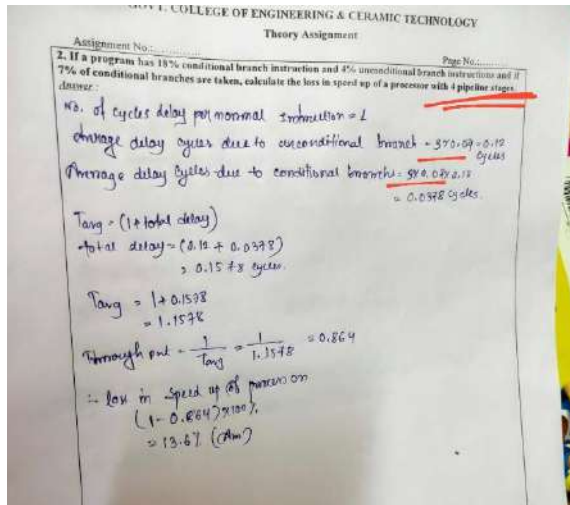 GOVT. COLLEGE OF ENGINEERING & CERAMIC TECHNOLOGY
Theory Assignment
Assignment No.:............... Page No.:............
2. If a program has 18% conditional branch instruction and 4% unconditional branch instructions and if
7% of conditional branches are taken, calculate the loss in speed up of a processor with 4 pipeline stages.
Answer:
No. of cycles delay per normal = 1
Average delay cycles due to unconditional branch = 3×0.04=0.12
cycles
Average delay cycles due to conditional branch = 3×0.07×0.18
= 0.0378 cycles.
Tavg = (1+total delay)
total delay = (0.12 + 0.0378)
= 0.1578 cycles.
Tavg = 1+0.1578
= 1.1578
Through put = 1/Tavg = 1/1.1578 = 0.864
∴ loss in speed up of
(1-0.864)×100%
= 13.6% (Am)